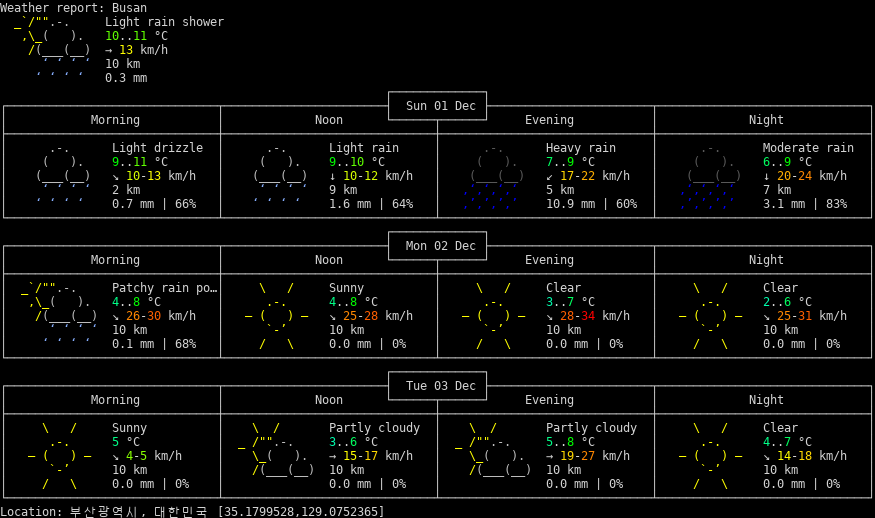 Weather report: Busan
Light rain shower
10..11 °C
→ 13 km/h
10 km
0.3 mm
Sun 01 Dec
Morning Noon Evening Night
Light drizzle Light rain Heavy rain Moderate rain
9..11 °C 9..10 °C 7..9 °C 6..9 °C
↘ 10-13 km/h ↓ 10-12 km/h ↙ 17-22 km/h ↓ 20-24 km/h
2 km 9 km 5 km 7 km
0.7 mm | 66% 1.6 mm | 64% 10.9 mm | 60% 3.1 mm | 83%
Mon 02 Dec
Morning Noon Evening Night
Patchy rain po… Sunny Clear Clear
4..8 °C 4..8 °C 3..7 °C 2..6 °C
↘ 26-30 km/h ↘ 25-28 km/h ↘ 28-34 km/h ↘ 25-31 km/h
10 km 10 km 10 km 10 km
0.1 mm | 68% 0.0 mm | 0% 0.0 mm | 0% 0.0 mm | 0%
Tue 03 Dec
Morning Noon Evening Night
Sunny Partly cloudy Partly cloudy Clear
5 °C 3..6 °C 5..8 °C 4..7 °C
↘ 4-5 km/h → 15-17 km/h → 19-27 km/h ↘ 14-18 km/h
10 km 10 km 10 km 10 km
0.0 mm | 0% 0.0 mm | 0% 0.0 mm | 0% 0.0 mm | 0%
Location: 부산광역시, 대한민국 [35.1799528,129.0752365]